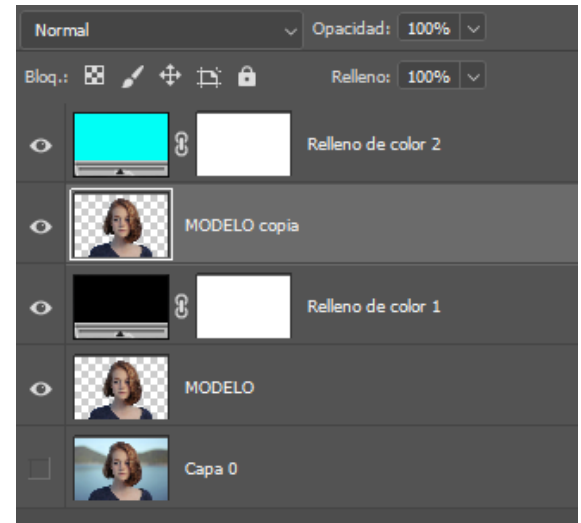 Normal Opacidad: 100%
Bloq.: Relleno: 100%
Relleno de color 2
MODELO copia
Relleno de color 1
MODELO
Capa 0